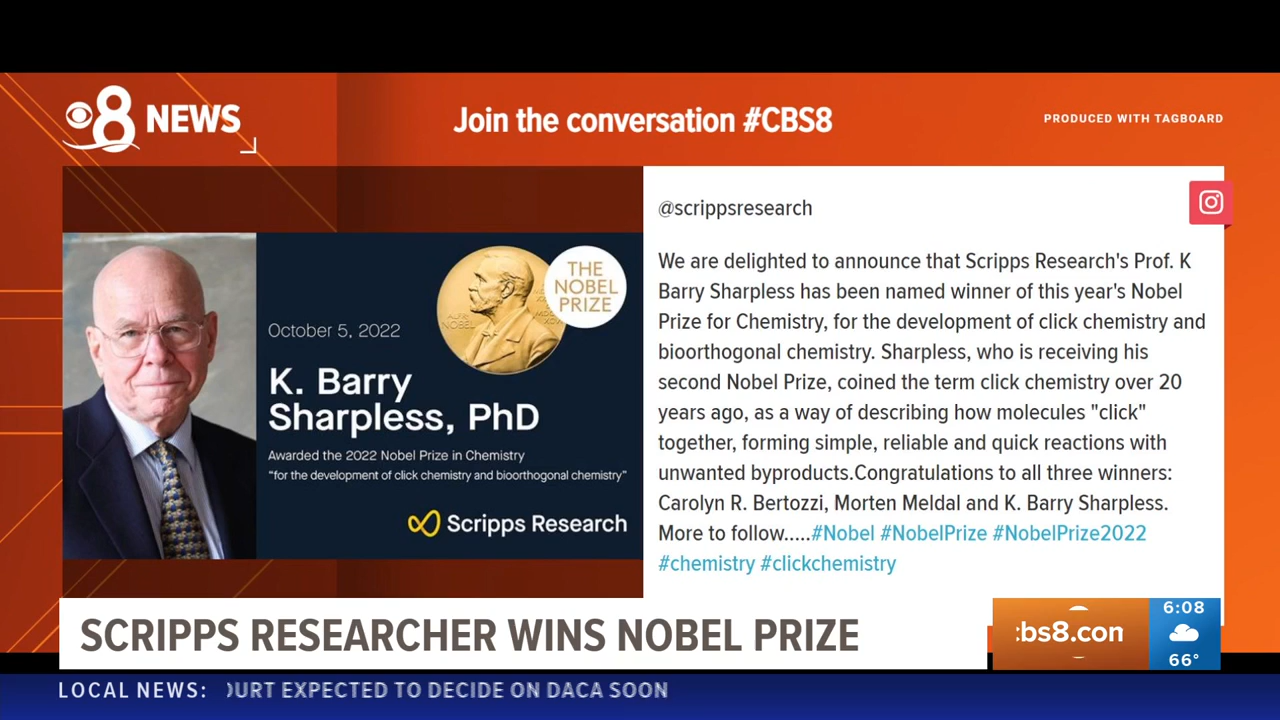 8 NEWS
Join the conversation #CBS8
PRODUCED WITH TAGBOARD
THE
NOBEL
PRIZE
October 5, 2022
K. Barry
Sharpless, PhD
Awarded the 2022 Nobel Prize in Chemistry
“for the development of click chemistry and bioorthogonal chemistry”
Scripps Research
@scrippsresearch
We are delighted to announce that Scripps Research's Prof. K
Barry Sharpless has been named winner of this year's Nobel
Prize for Chemistry, for the development of click chemistry and
bioorthogonal chemistry. Sharpless, who is receiving his
second Nobel Prize, coined the term click chemistry over 20
years ago, as a way of describing how molecules "click"
together, forming simple, reliable and quick reactions with
unwanted byproducts.Congratulations to all three winners:
Carolyn R. Bertozzi, Morten Meldal and K. Barry Sharpless.
More to follow.....#Nobel #NobelPrize #NobelPrize2022
#chemistry #clickchemistry
SCRIPPS RESEARCHER WINS NOBEL PRIZE
bs8.con
6:08
66°
LOCAL NEWS: OURT EXPECTED TO DECIDE ON DACA SOON